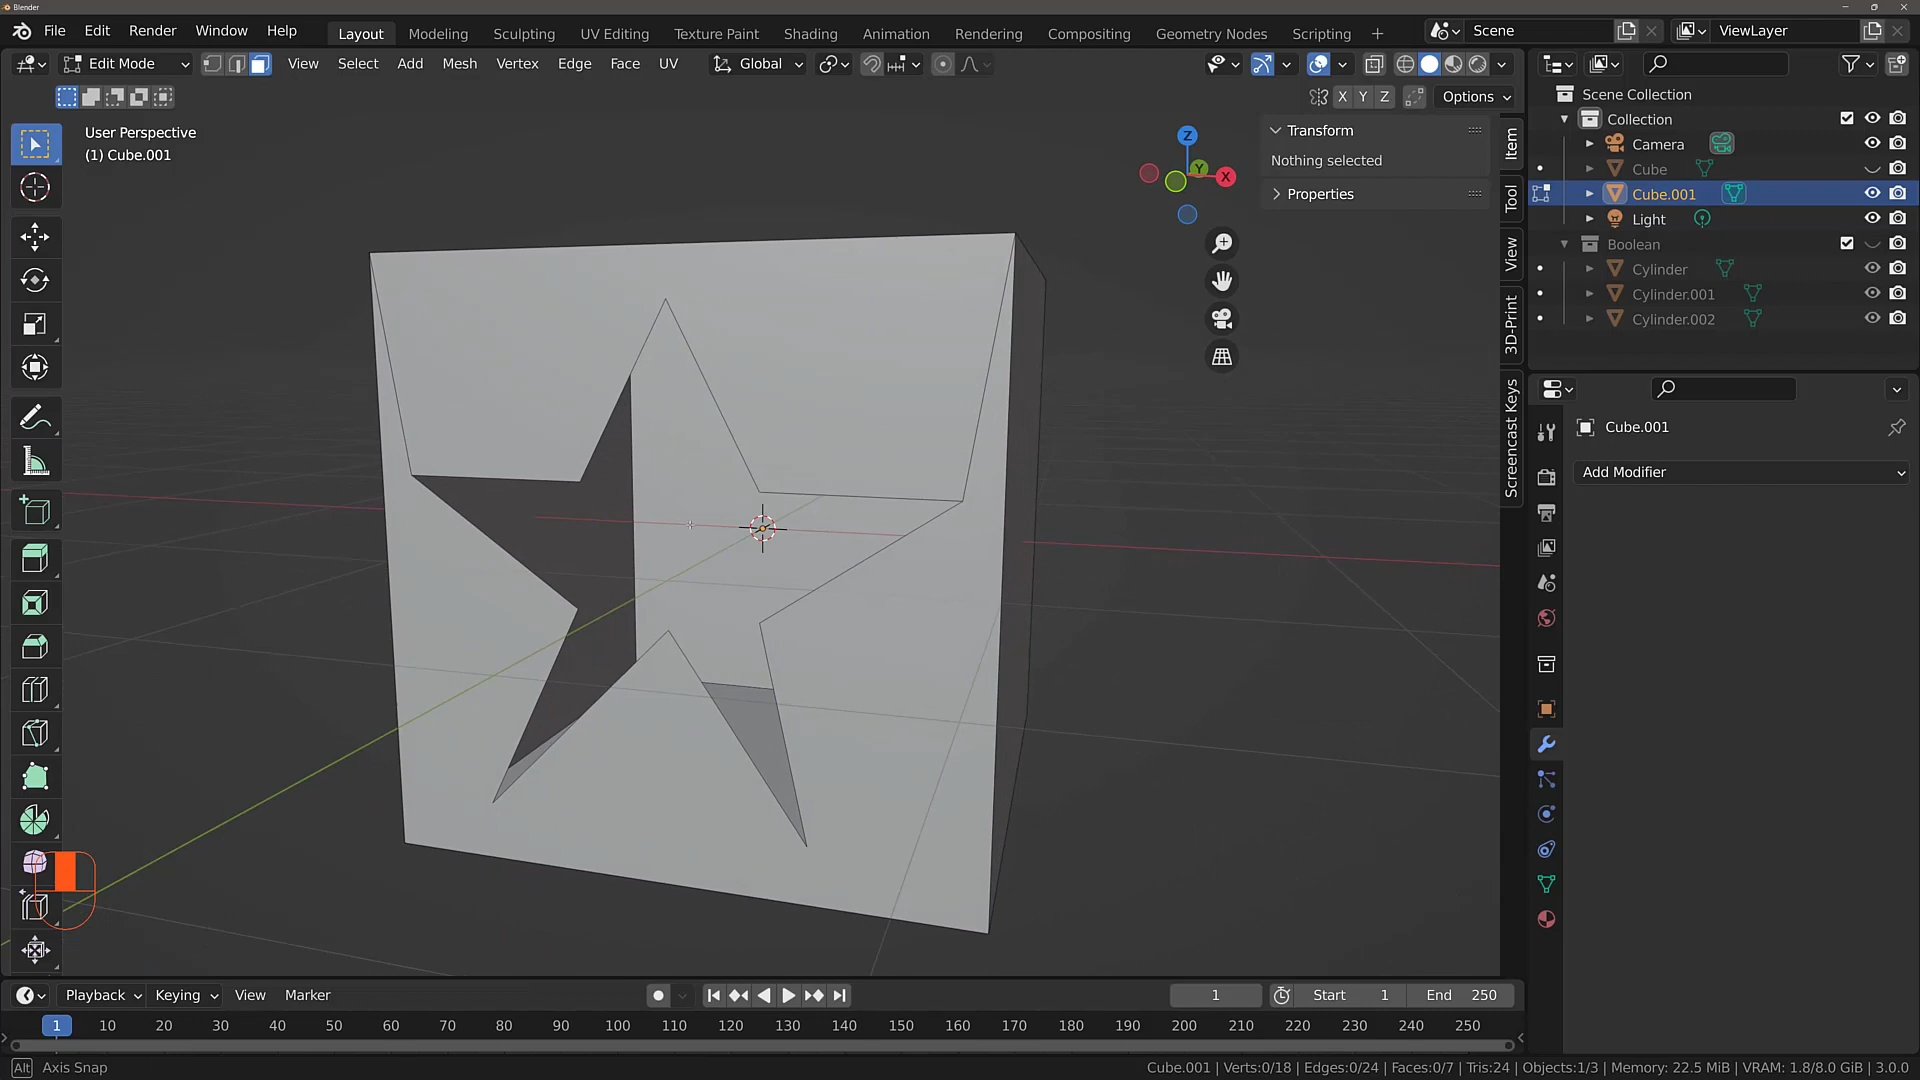 Blender
File Edit Render Window Help
Layout Modeling Sculpting UV Editing Texture Paint Shading Animation Rendering Compositing Geometry Nodes Scripting +
Scene
ViewLayer
Edit Mode
View Select Add Mesh Vertex Edge Face UV
Global
X Y Z
Options
User Perspective
(1) Cube.001
Z
Y
X
Transform
Nothing selected
Properties
Item
Tool
View
3D-Print
Screencast Keys
Scene Collection
Collection
Camera
Cube
Cube.001
Light
Boolean
Cylinder
Cylinder.001
Cylinder.002
Cube.001
Add Modifier
Playback Keying View Marker
1
Start 1
End 250
1 10 20 30 40 50 60 70 80 90 100 110 120 130 140 150 160 170 180 190 200 210 220 230 240 250
Alt Axis Snap
Cube.001 | Verts:0/18 | Edges:0/24 | Faces:0/7 | Tris:24 | Objects:1/3 | Memory: 22.5 MiB | VRAM: 1.8/8.0 GiB | 3.0.0